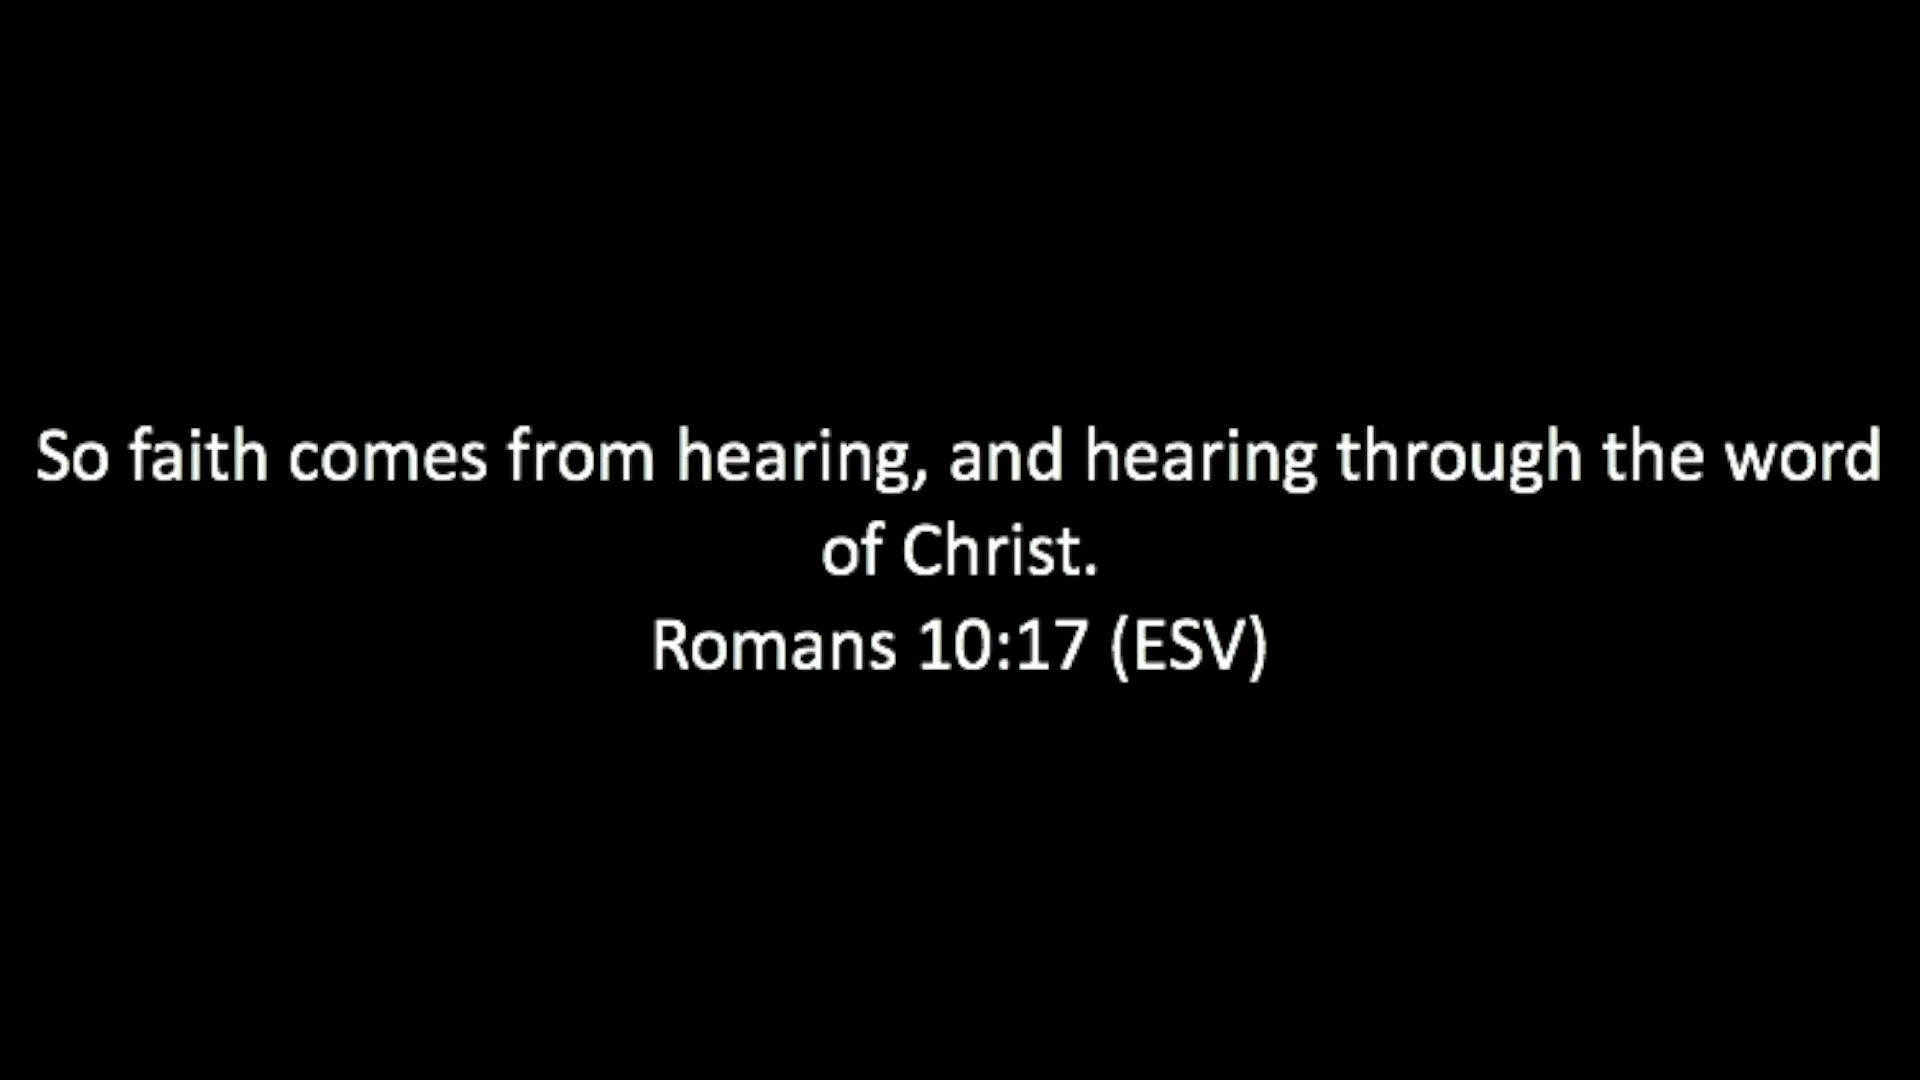 So faith comes from hearing, and hearing through the word
of Christ.
Romans 10:17 (ESV)